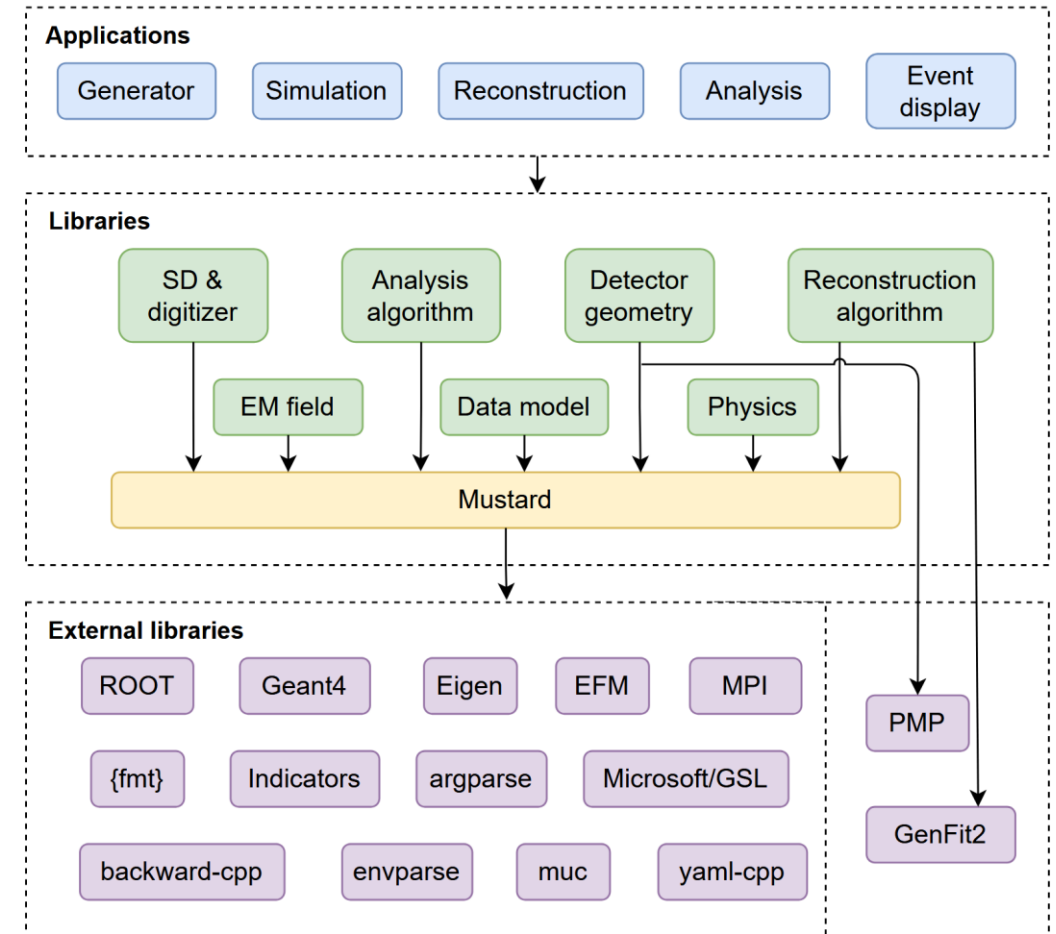 Applications
Generator
Simulation
Reconstruction
Analysis
Event
display
Libraries
SD &
digitizer
Analysis
algorithm
Detector
geometry
Reconstruction
algorithm
EM field
Data model
Physics
Mustard
External libraries
ROOT
Geant4
Eigen
EFM
MPI
PMP
{fmt}
Indicators
argparse
Microsoft/GSL
GenFit2
backward-cpp
envparse
muc
yaml-cpp